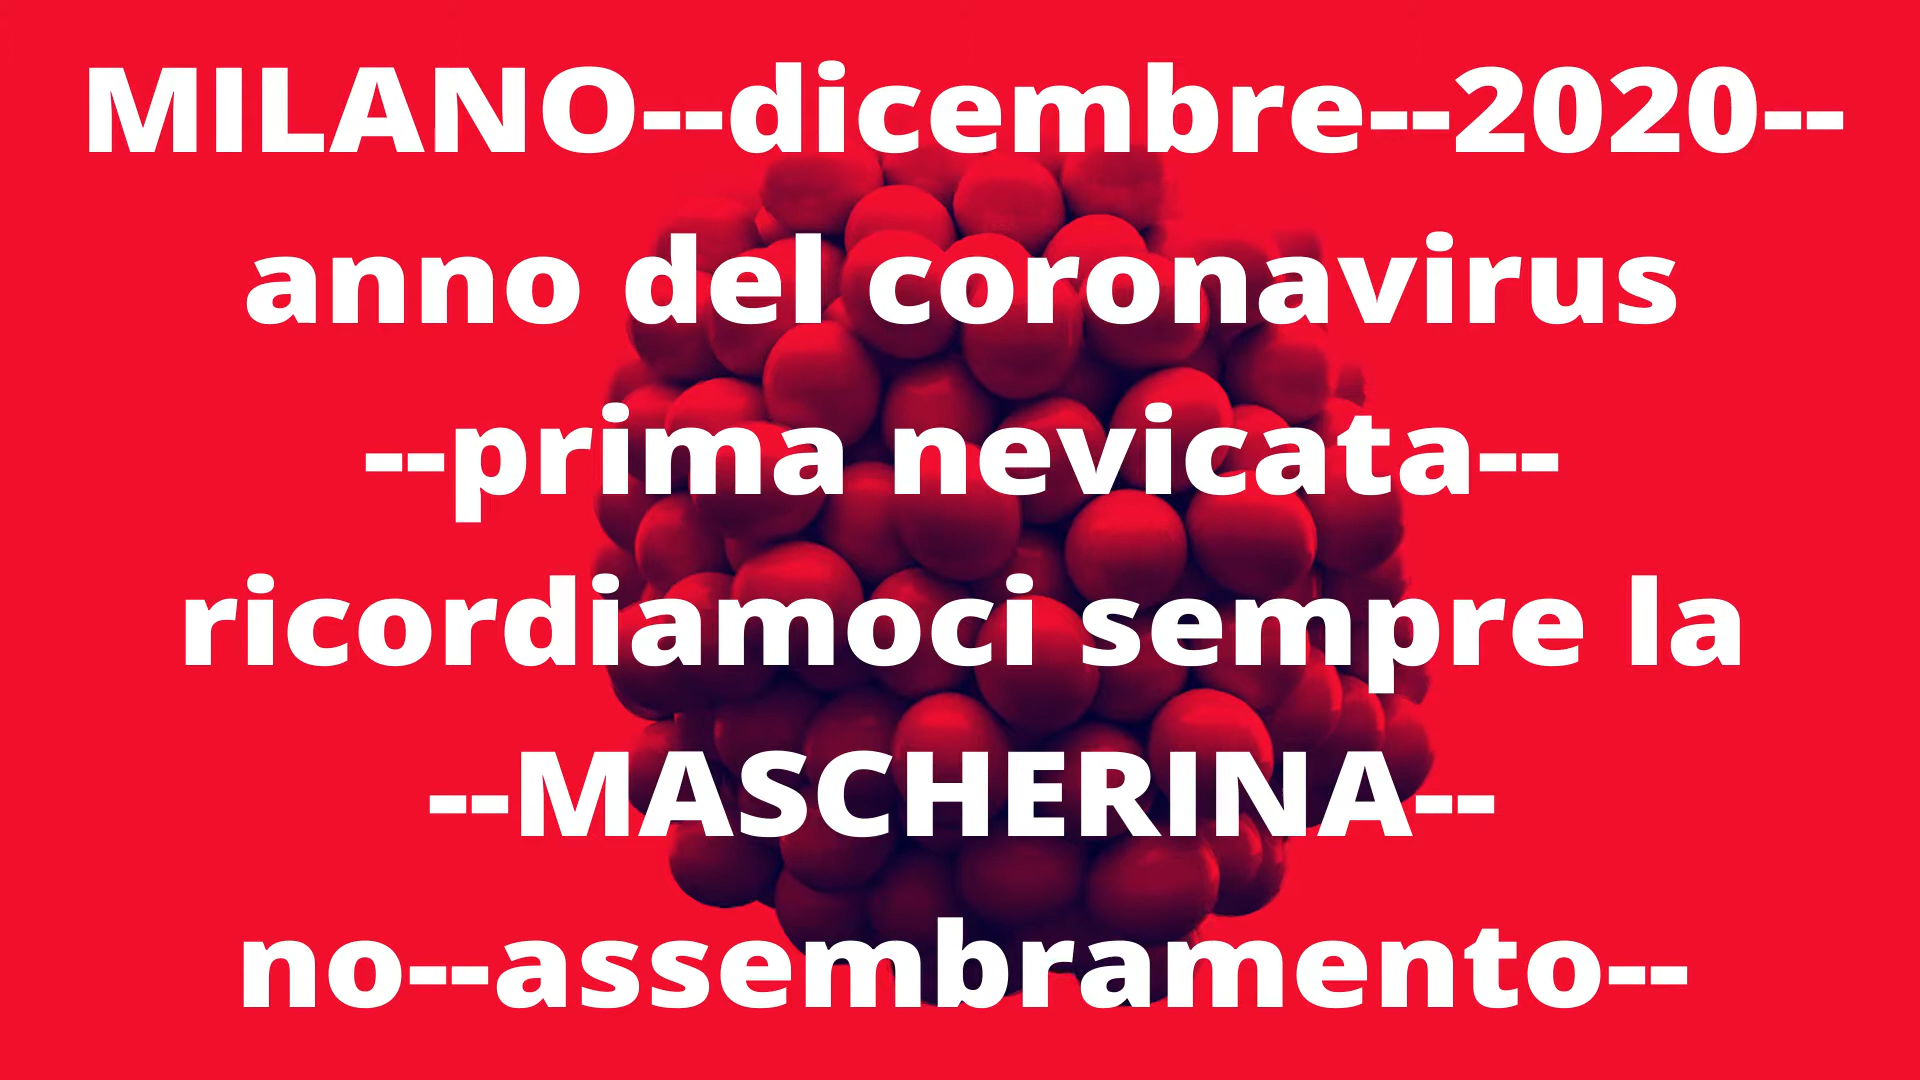 MILANO--dicembre--2020--
anno del coronavirus
--prima nevicata--
ricordiamoci sempre la
--MASCHERINA--
no--assembramento--